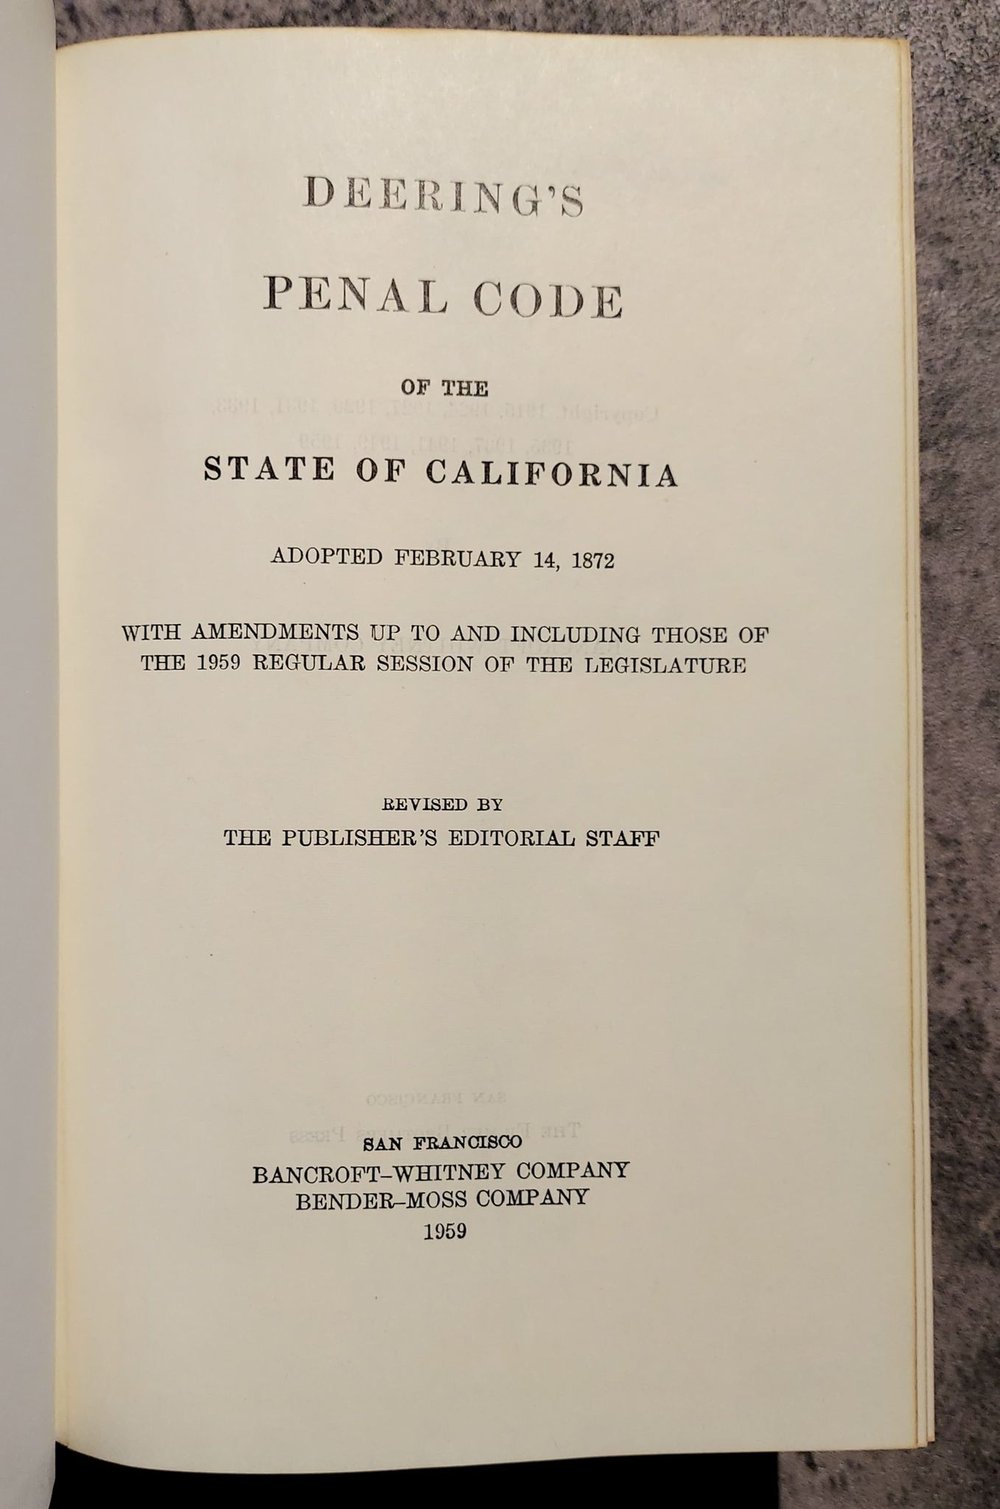 DEERING'S
PENAL CODE
OF THE
STATE OF CALIFORNIA
ADOPTED FEBRUARY 14, 1872
WITH AMENDMENTS UP TO AND INCLUDING THOSE OF
THE 1959 REGULAR SESSION OF THE LEGISLATURE
REVISED BY
THE PUBLISHER'S EDITORIAL STAFF
SAN FRANCISCO
BANCROFT–WHITNEY COMPANY
BENDER–MOSS COMPANY
1959